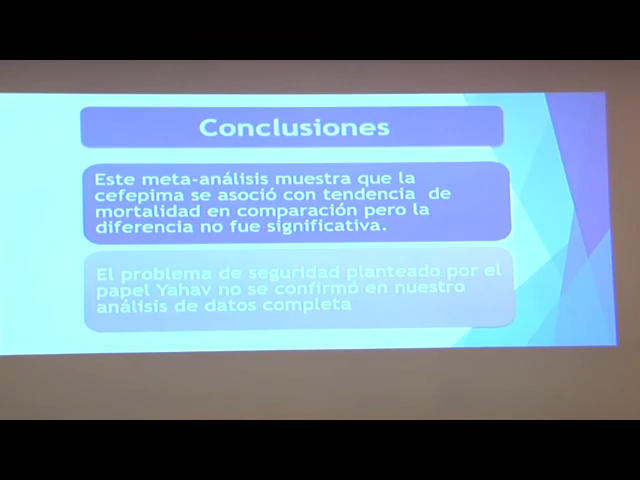 Conclusiones
Este meta-análisis muestra que la
cefepima se asoció con tendencia de
mortalidad en comparación pero la
diferencia no fue significativa.
El problema de seguridad planteado por el
papel Yahav no se confirmó en nuestro
análisis de datos completa